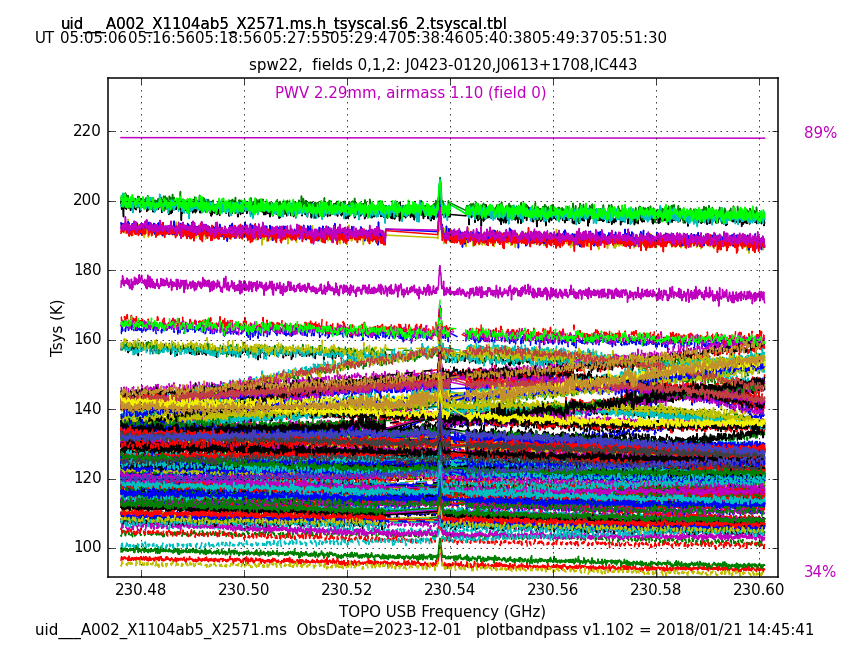 uid___A002_X1104ab5_X2571.ms.h_tsyscal.s6_2.tsyscal.tbl
UT 05:05:06 05:16:56 05:18:56 05:27:55 05:29:47 05:38:46 05:40:38 05:49:37 05:51:30
spw22, fields 0,1,2: J0423-0120,J0613+1708,IC443
PWV 2.29mm, airmass 1.10 (field 0)
89%
220
200
180
160
140
120
100
Tsys (K)
34%
230.48 230.50 230.52 230.54 230.56 230.58 230.60
TOPO USB Frequency (GHz)
uid___A002_X1104ab5_X2571.ms ObsDate=2023-12-01 plotbandpass v1.102 = 2018/01/21 14:45:41